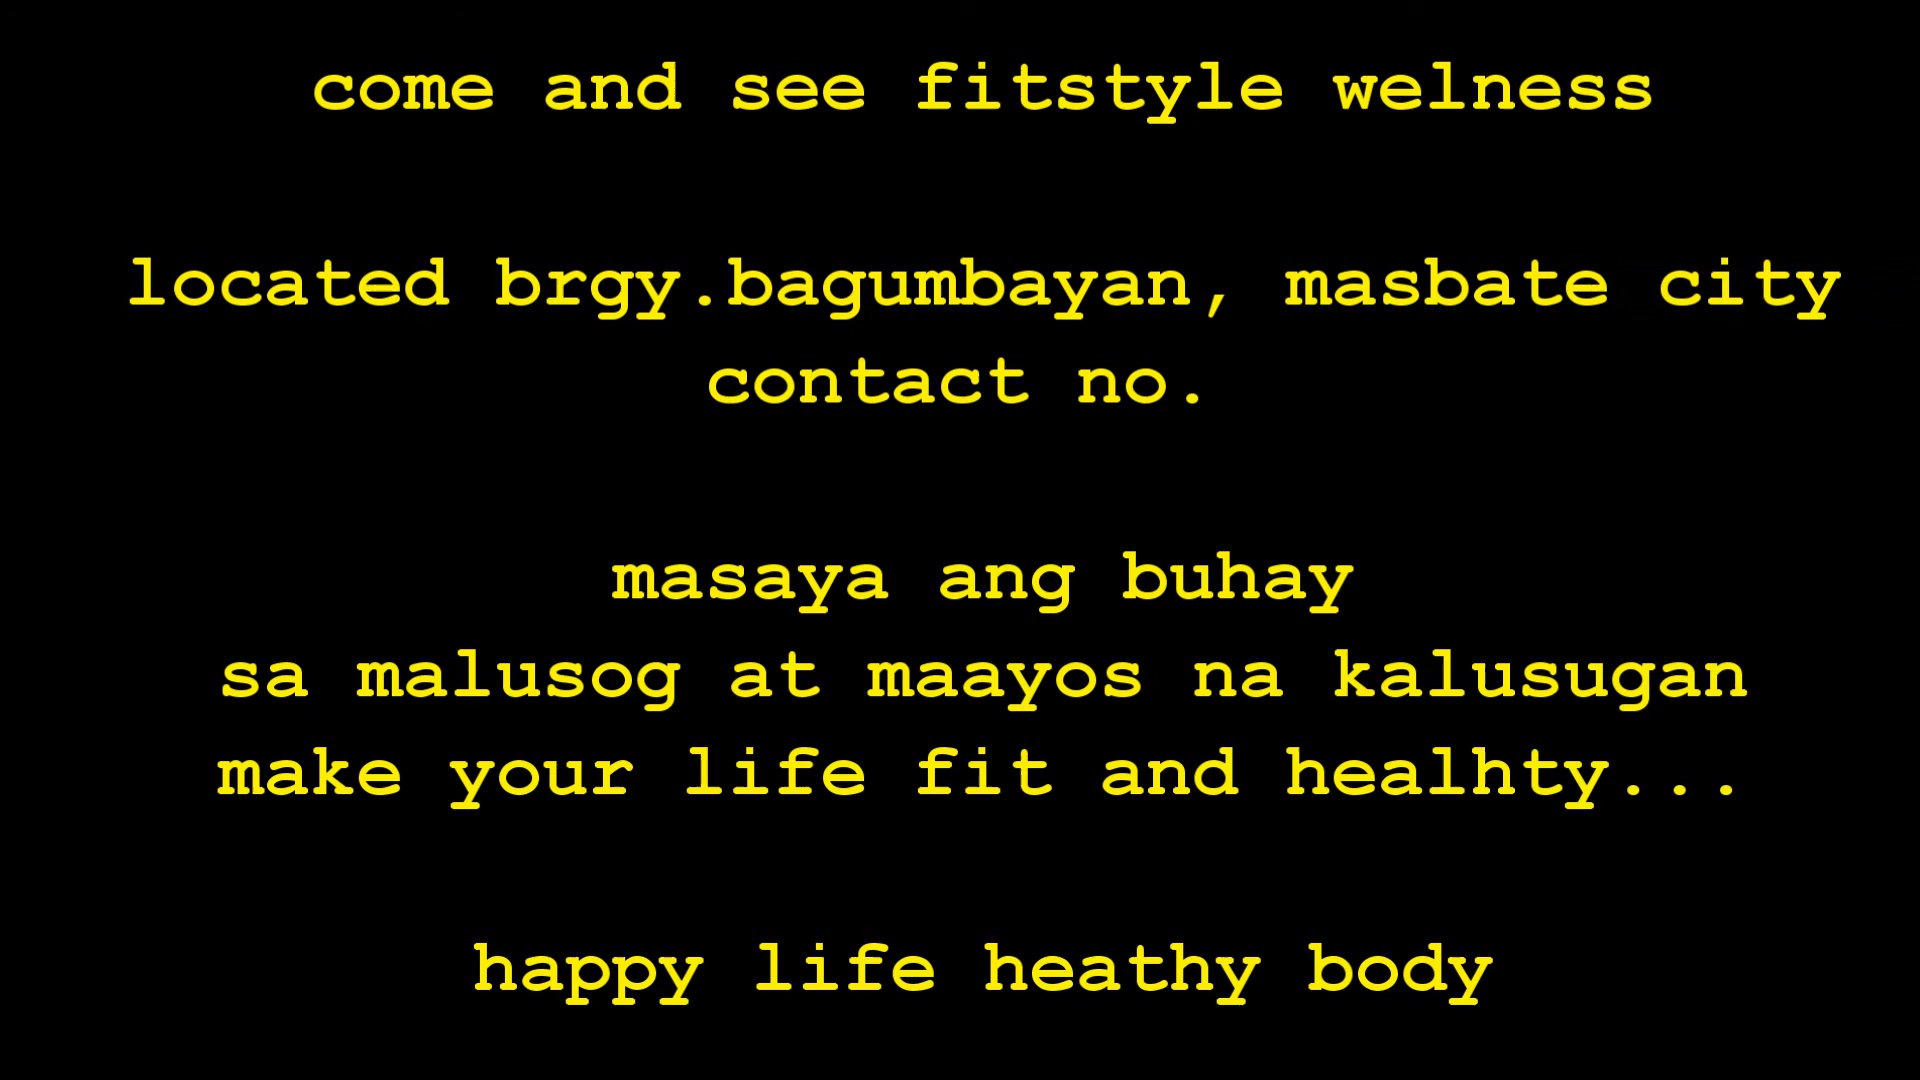 come and see fitstyle welness
located brgy.bagumbayan, masbate city
contact no.
masaya ang buhay
sa malusog at maayos na kalusugan
make your life fit and healhty...
happy life heathy body